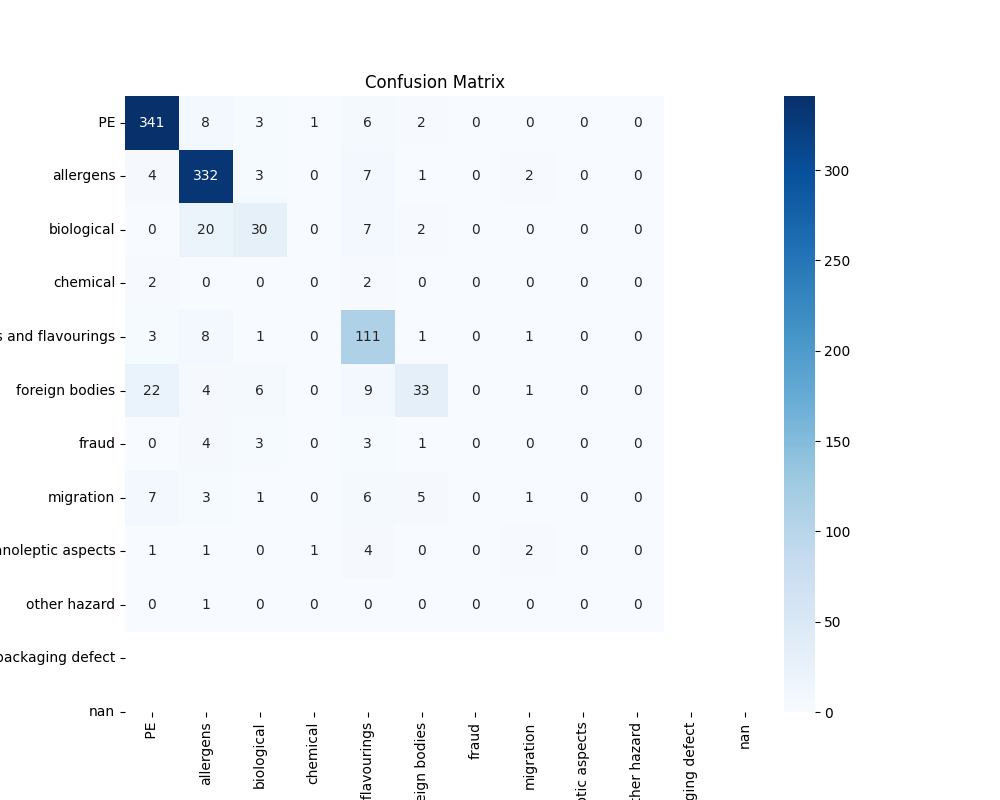 Confusion Matrix
PE 341 8 3 1 6 2 0 0 0 0
allergens 4 332 3 0 7 1 0 2 0 0
biological 0 20 30 0 7 2 0 0 0 0
chemical 2 0 0 0 2 0 0 0 0 0
s and flavourings 3 8 1 0 111 1 0 1 0 0
foreign bodies 22 4 6 0 9 33 0 1 0 0
fraud 0 4 3 0 3 1 0 0 0 0
migration 7 3 1 0 6 5 0 1 0 0
noleptic aspects 1 1 0 1 4 0 0 2 0 0
other hazard 0 1 0 0 0 0 0 0 0 0
packaging defect
nan
PE
allergens
biological
chemical
flavourings
eign bodies
fraud
migration
tic aspects
her hazard
ging defect
nan
300
250
200
150
100
50
0